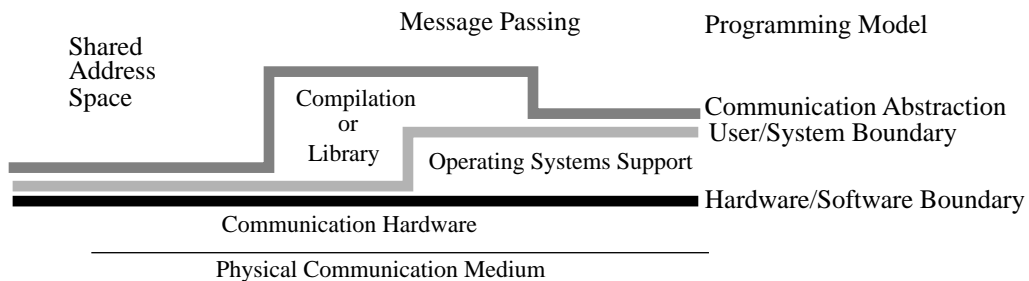 Message Passing
Programming Model
Shared
Address
Space
Compilation
or
Library
Communication Abstraction
User/System Boundary
Operating Systems Support
Hardware/Software Boundary
Communication Hardware
Physical Communication Medium